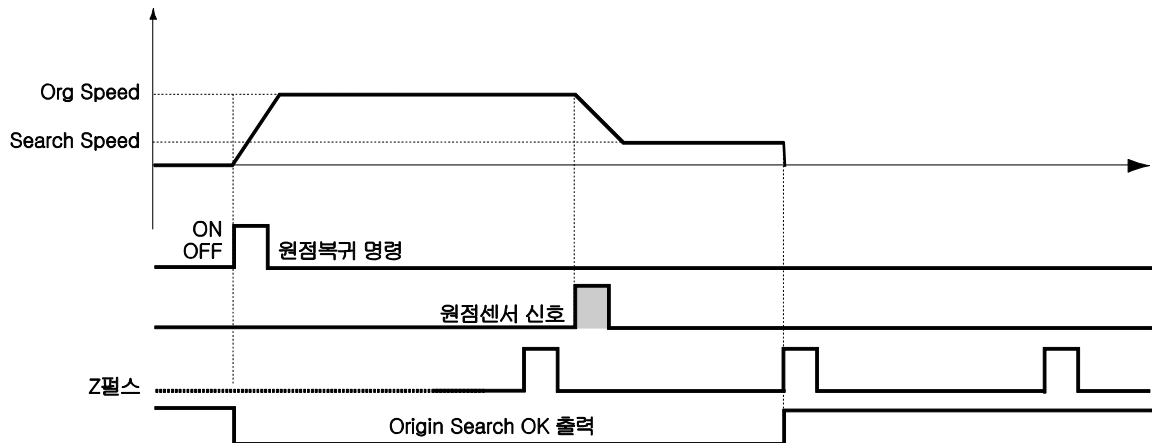 Org Speed
Search Speed
ON
OFF
원점복귀 명령
원점센서 신호
Z펄스
Origin Search OK 출력